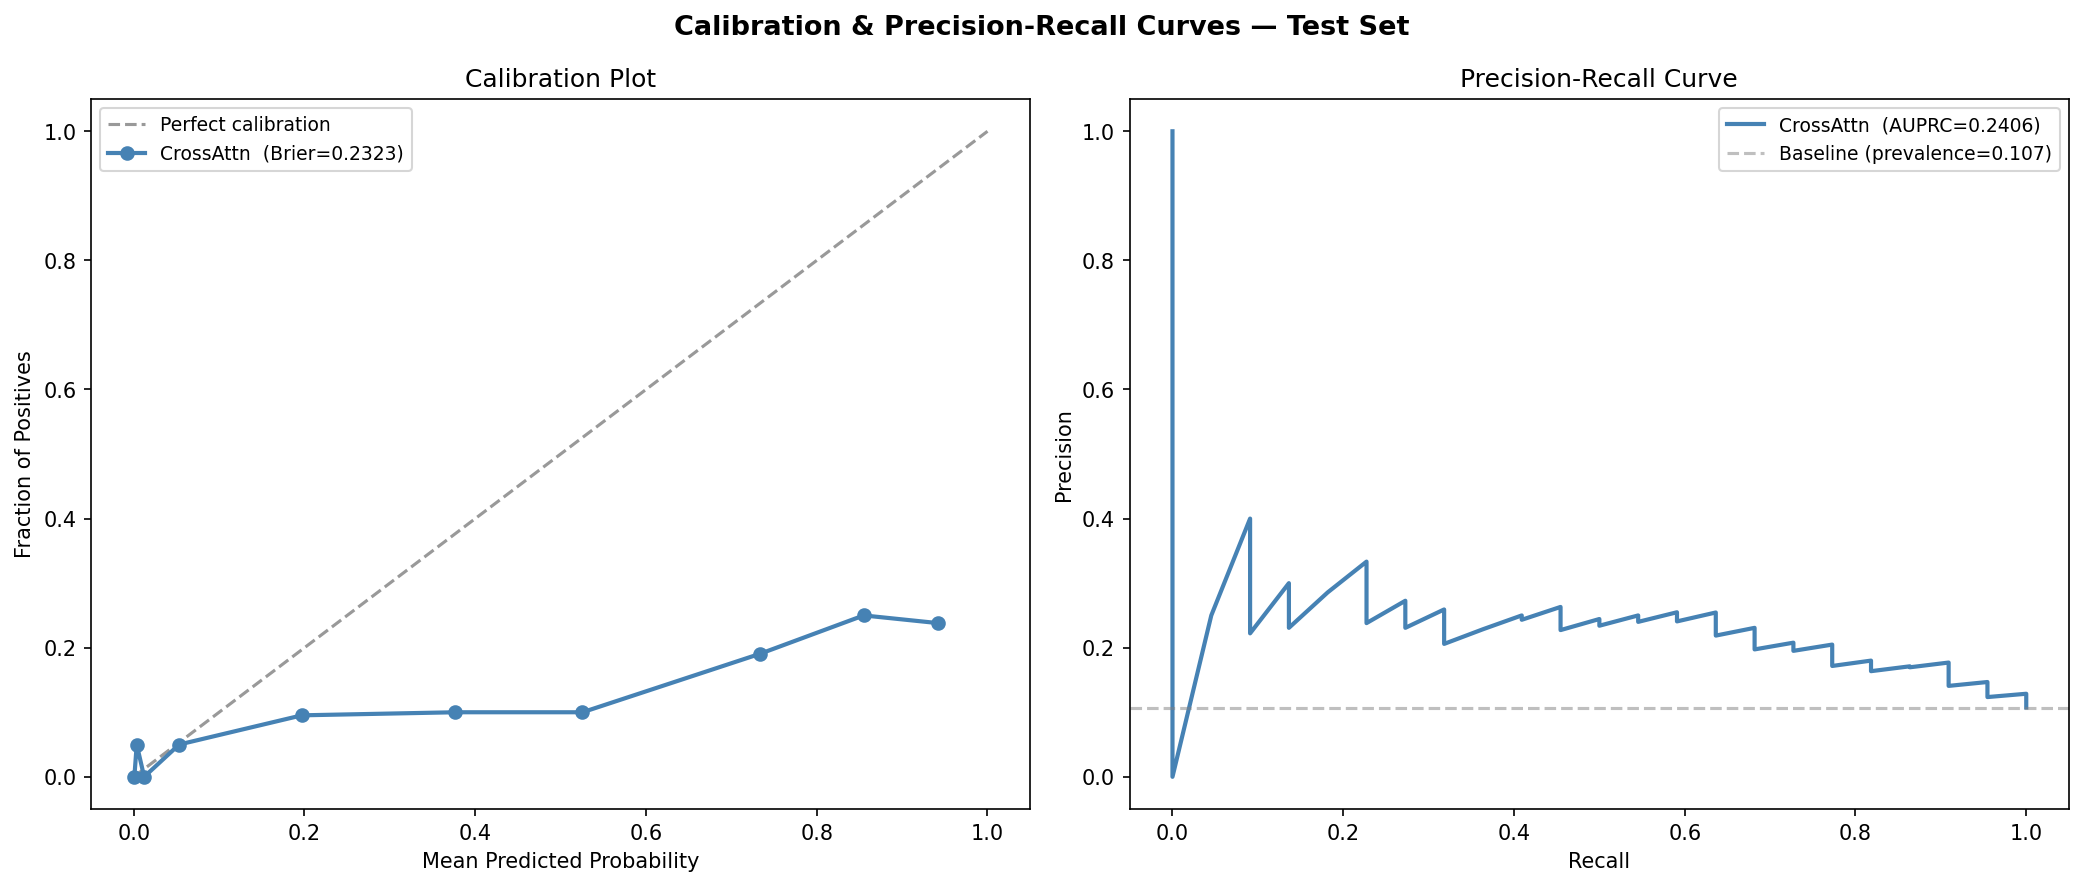 Calibration & Precision-Recall Curves — Test Set
Calibration Plot
Perfect calibration
CrossAttn (Brier=0.2323)
Fraction of Positives
1.0
0.8
0.6
0.4
0.2
0.0
0.0 0.2 0.4 0.6 0.8 1.0
Mean Predicted Probability
Precision-Recall Curve
CrossAttn (AUPRC=0.2406)
Baseline (prevalence=0.107)
Precision
1.0
0.8
0.6
0.4
0.2
0.0
0.0 0.2 0.4 0.6 0.8 1.0
Recall